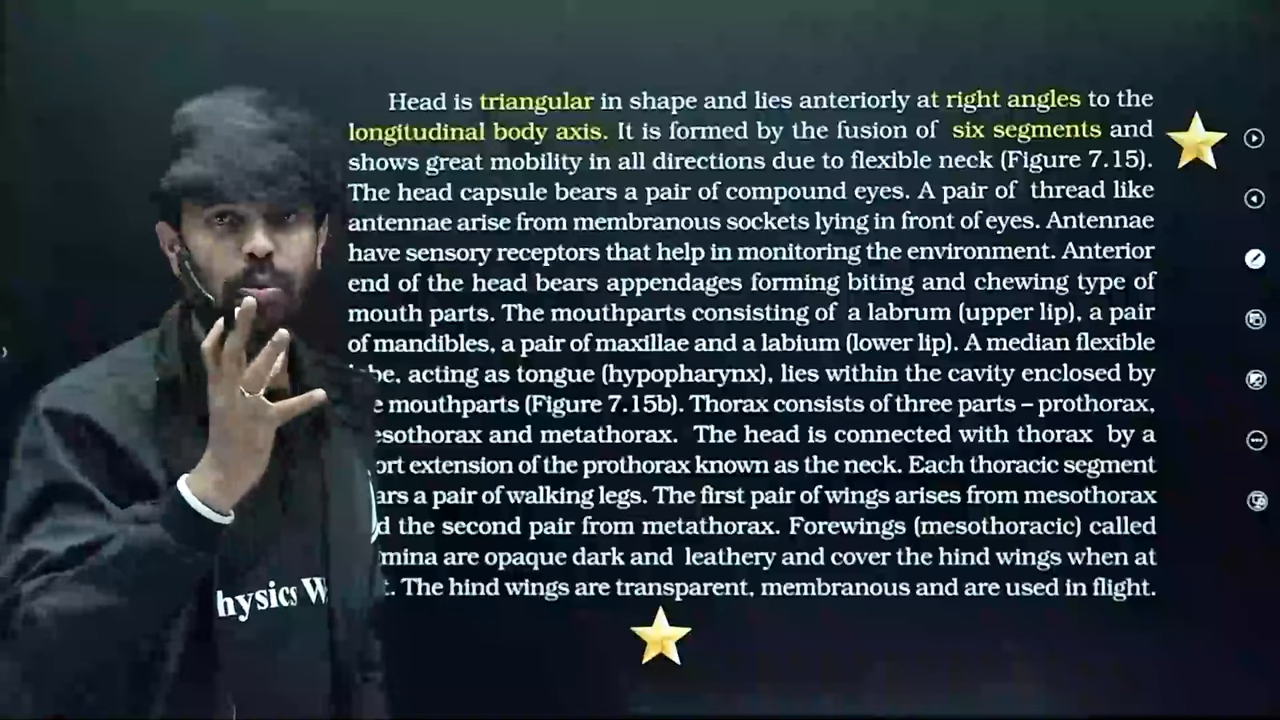 Head is triangular in shape and lies anteriorly at right angles to the
longitudinal body axis. It is formed by the fusion of six segments and
shows great mobility in all directions due to flexible neck (Figure 7.15).
The head capsule bears a pair of compound eyes. A pair of thread like
antennae arise from membranous sockets lying in front of eyes. Antennae
have sensory receptors that help in monitoring the environment. Anterior
end of the head bears appendages forming biting and chewing type of
mouth parts. The mouthparts consisting of a labrum (upper lip), a pair
of mandibles, a pair of maxillae and a labium (lower lip). A median flexible
acting as tongue (hypopharynx), lies within the cavity enclosed by
mouthparts (Figure 7.15b). Thorax consists of three parts – prothorax,
and metathorax. The head is connected with thorax by a
extension of the prothorax known as the neck. Each thoracic segment
a pair of walking legs. The first pair of wings arises from mesothorax
the second pair from metathorax. Forewings (mesothoracic) called
are opaque dark and leathery and cover the hind wings when at
The hind wings are transparent, membranous and are used in flight.
hysics W